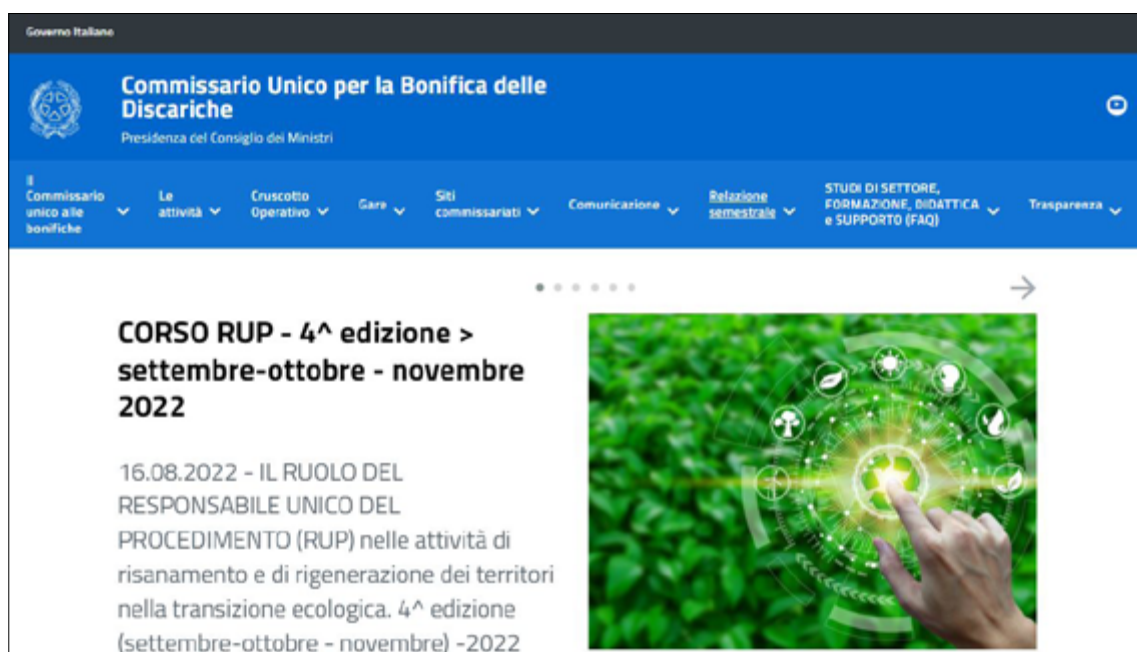 Governo Italiano
Commissario Unico per la Bonifica delle
Discariche
Presidenza del Consiglio dei Ministri
Il
Commissario
unico alle
bonifiche
Le
attività
Cruscotto
Operativo
Gare
Siti
commissariati
Comunicazione
Relazione
semestrale
STUDI DI SETTORE,
FORMAZIONE, DIDATTICA
e SUPPORTO (FAQ)
Trasparenza
CORSO RUP - 4^ edizione >
settembre-ottobre - novembre
2022
16.08.2022 - IL RUOLO DEL
RESPONSABILE UNICO DEL
PROCEDIMENTO (RUP) nelle attività di
risanamento e di rigenerazione dei territori
nella transizione ecologica. 4^ edizione
(settembre-ottobre - novembre) -2022